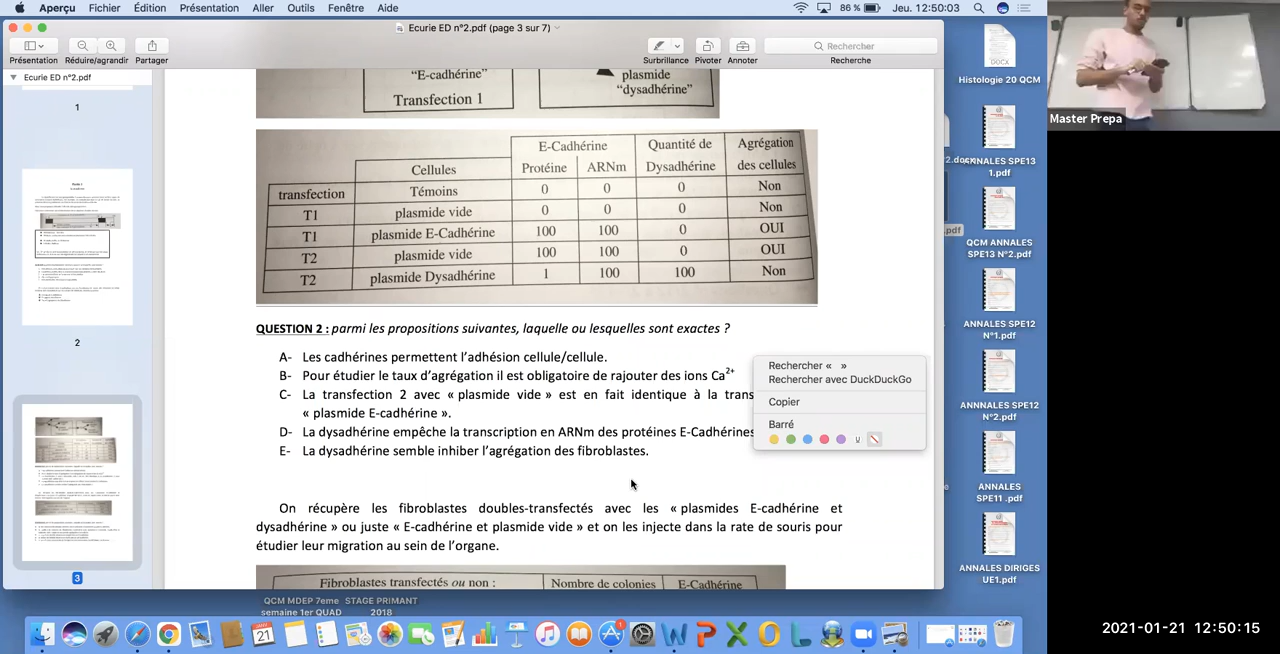 Aperçu Fichier Édition Présentation Aller Outils Fenêtre Aide
86 % Jeu. 12:50:03
Ecurie ED n°2.pdf (page 3 sur 7)
Présentation Réduire/agrandir Partager
Surbrillance Pivoter Annoter
Rechercher
Rechercher
Ecurie ED n°2.pdf
1
2
3
"E-cadhérine"
Transfection 1
plasmide
"dysadhérine"
E-Cadhérine Quantité de Agrégation
Cellules Protéine ARNm Dysadhérine des cellules
transfection Témoins 0 0 0 Non
T1 plasmide vide 0 0 0 Non
T1 plasmide E-Cadhérine 100 100 0 OUI
T2 plasmide vide 100 100 0 OUI
T2 plasmide Dysadhérine 1 100 100 Non
QUESTION 2 : parmi les propositions suivantes, laquelle ou lesquelles sont exactes ?
A- Les cadhérines permettent l'adhésion cellule/cellule.
B- Pour étudier le taux d'agrégation il est obligatoire de rajouter des ions Ca2+
C- La transfection 2 avec « plasmide vide » est en fait identique à la trans
« plasmide E-cadhérine ».
D- La dysadhérine empêche la transcription en ARNm des protéines E-Cadhérines
E- La dysadhérine semble inhiber l'agrégation des fibroblastes.
Rechercher « »
Rechercher avec DuckDuckGo
Copier
Barré
U
On récupère les fibroblastes doubles-transfectés avec les « plasmides E-cadhérine et
dysadhérine » ou juste « E-cadhérine et plasmide vide » et on les injecte dans la rate de souris pour
étudier leur migration au sein de l'organe.
Fibroblastes transfectés ou non : Nombre de colonies E-Cadhérine
QCM MDEP 7eme STAGE PRIMANT
semaine 1er QUAD 2018
DOCX
Histologie 20 QCM
2.docx
ANNALES SPE13
1.pdf
.pdf
QCM ANNALES
SPE13 N°2.pdf
ANNALES SPE12
N°1.pdf
ANNNALES SPE12
N°2.pdf
e
ANNALES
SPE11 .pdf
ANNALES DIRIGES
UE1.pdf
JAN.
21
1
Master Prepa
2021-01-21 12:50:15